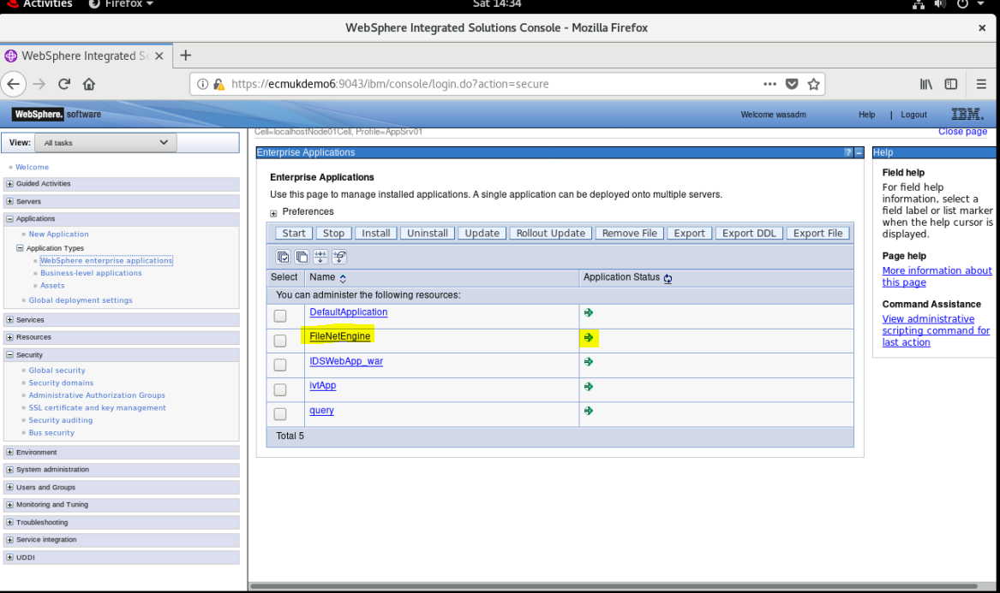 Activities Firefox Sat 14:34
WebSphere Integrated Solutions Console - Mozilla Firefox
WebSphere Integrated So
https://ecmukdemo6:9043/ibm/console/login.do?action=secure
WebSphere. software Welcome wasadm Help | Logout IBM.
View: All tasks
Welcome
Guided Activities
Servers
Applications
New Application
Application Types
WebSphere enterprise applications
Business-level applications
Assets
Global deployment settings
Services
Resources
Security
Global security
Security domains
Administrative Authorization Groups
SSL certificate and key management
Security auditing
Bus security
Environment
System administration
Users and Groups
Monitoring and Tuning
Troubleshooting
Service integration
UDDI
Cell=localhostNode01Cell, Profile=AppSrv01 Close page
Enterprise Applications ? –
Enterprise Applications
Use this page to manage installed applications. A single application can be deployed onto multiple servers.
Preferences
Start Stop Install Uninstall Update Rollout Update Remove File Export Export DDL Export File
Select Name Application Status
You can administer the following resources:
DefaultApplication
FileNetEngine
IDSWebApp_war
ivtApp
query
Total 5
Help
Field help
For field help
information, select a
field label or list marker
when the help cursor is
displayed.
Page help
More information about
this page
Command Assistance
View administrative
scripting command for
last action